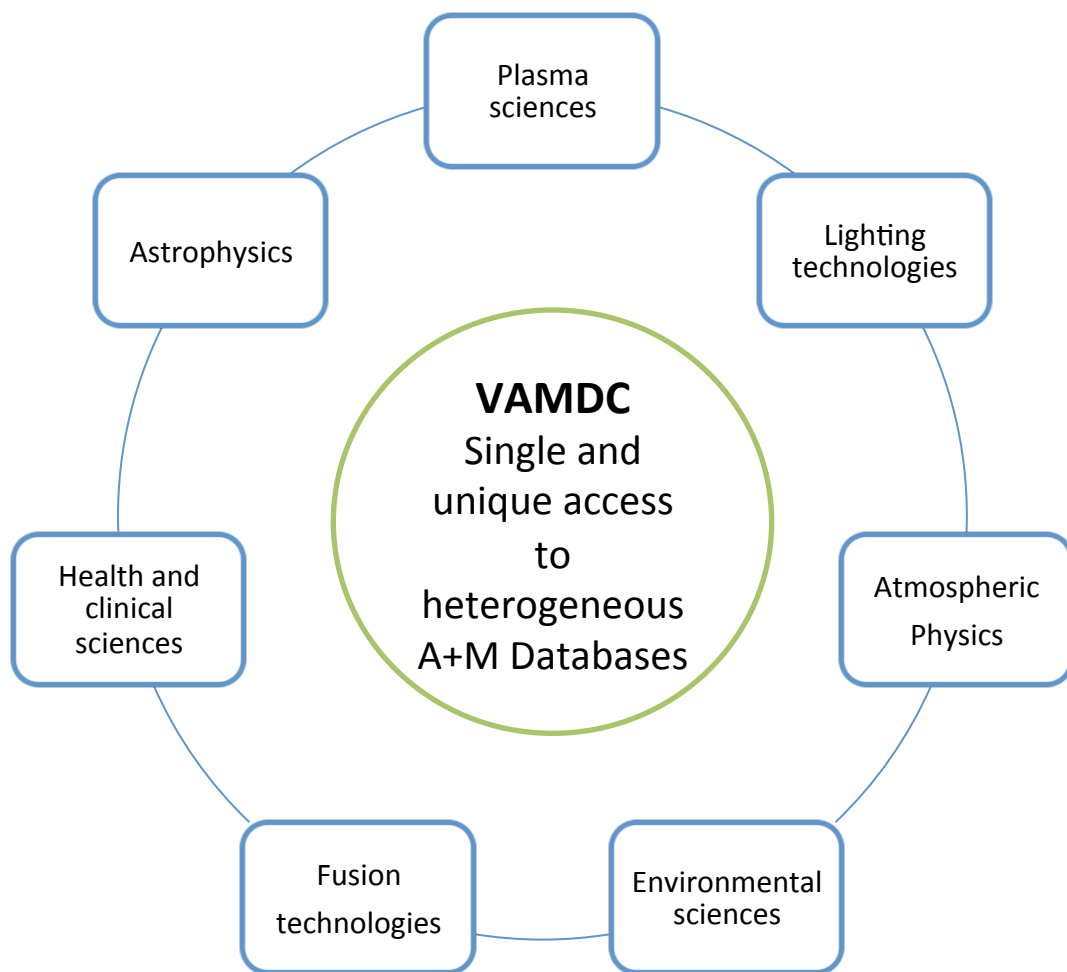 Plasma
sciences
Astrophysics
Lighting
technologies
VAMDC
Single and
unique access
to
heterogeneous
A+M Databases
Health and
clinical
sciences
Atmospheric
Physics
Fusion
technologies
Environmental
sciences